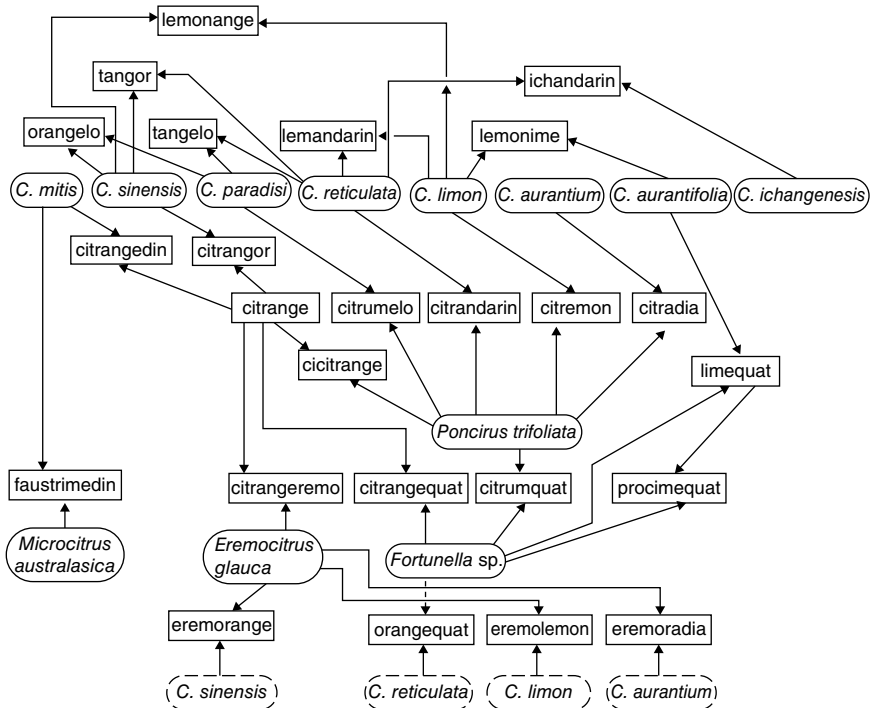 lemonange
tangor
ichandarin
orangelo
tangelo
lemandarin
lemonime
C. mitis
C. sinensis
C. paradisi
C. reticulata
C. limon
C. aurantium
C. aurantifolia
C. ichangenesis
citrangedin
citrangor
citrange
citrumelo
citrandarin
citremon
citradia
cicitrange
limequat
Poncirus trifoliata
faustrimedin
citrangeremo
citrangequat
citrumquat
procimequat
Microcitrus
australasica
Eremocitrus
glauca
Fortunella sp.
eremorange
orangequat
eremolemon
eremoradia
C. sinensis
C. reticulata
C. limon
C. aurantium